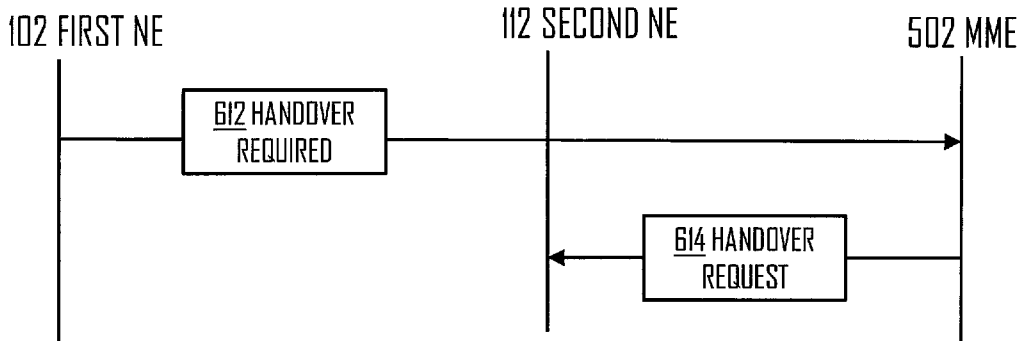 102 FIRST NE
112 SECOND NE
502 MME
612 HANDOVER
REQUIRED
614 HANDOVER
REQUEST